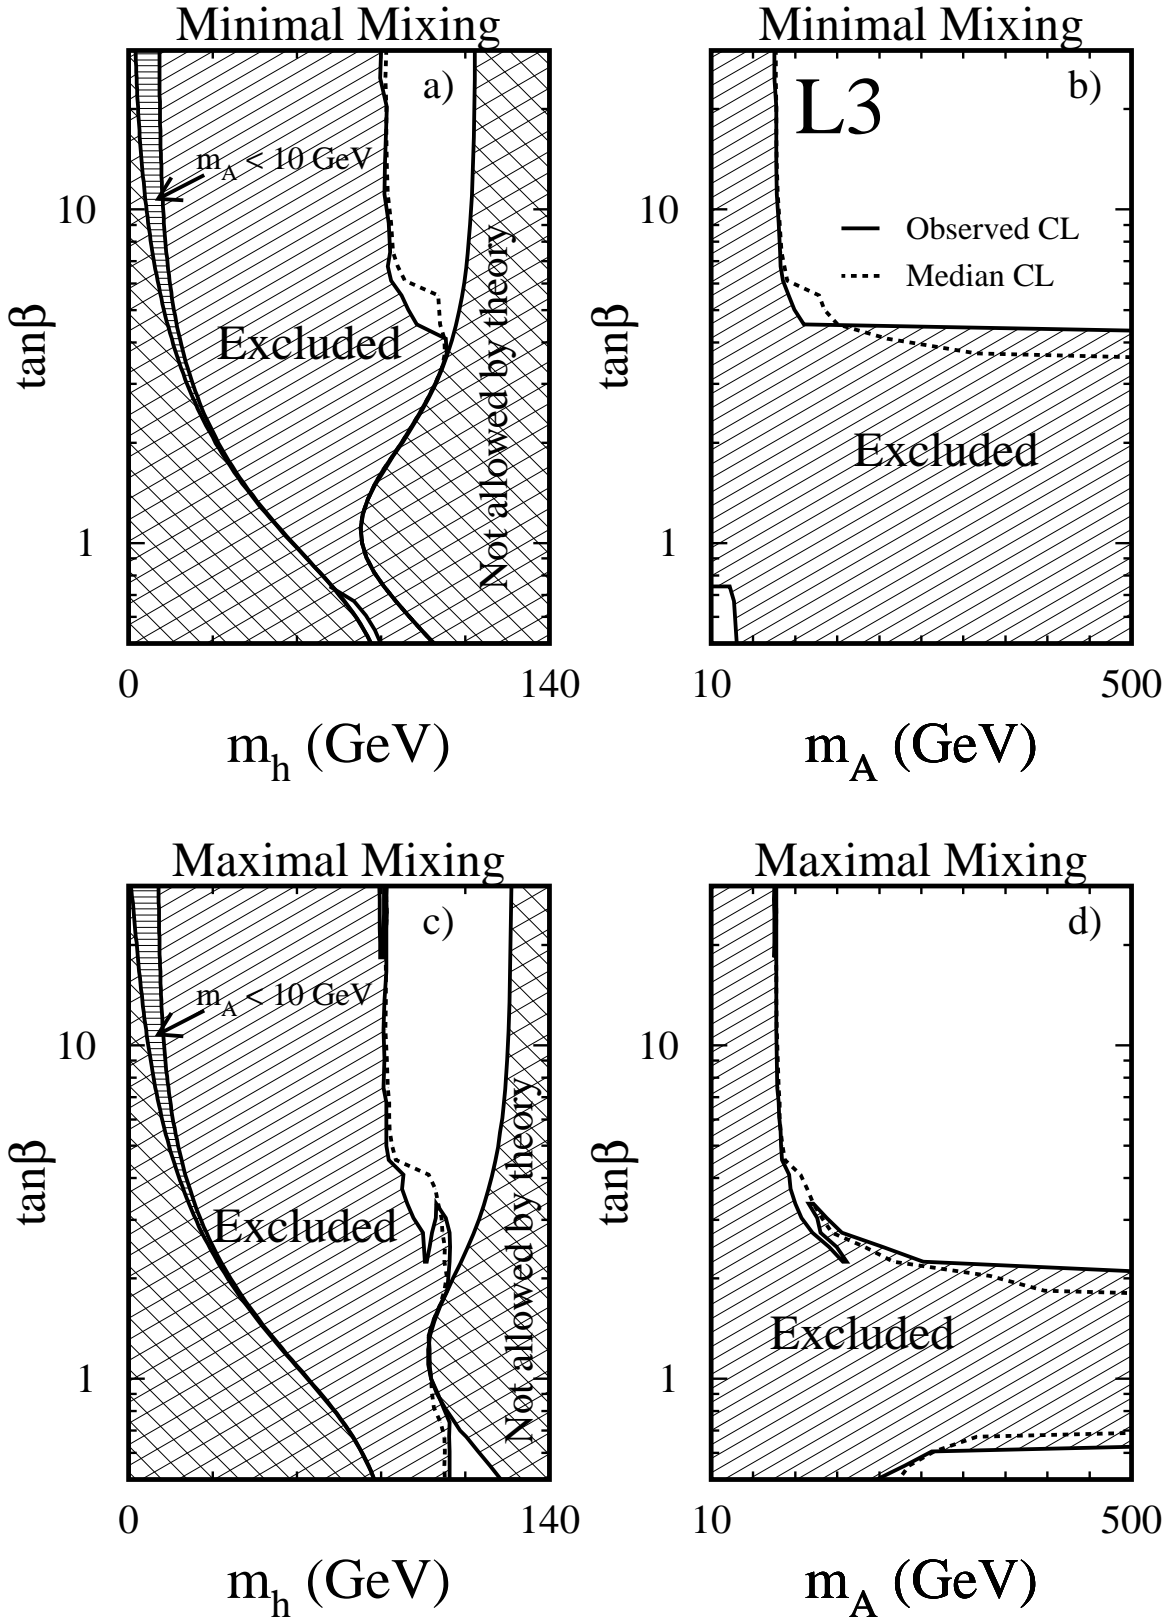 Minimal Mixing
a)
m_A < 10 GeV
Excluded
Not allowed by theory
10
1
tanβ
0
140
m_h (GeV)
Minimal Mixing
L3
b)
Observed CL
Median CL
Excluded
10
1
tanβ
10
500
m_A (GeV)
Maximal Mixing
c)
m_A < 10 GeV
Excluded
Not allowed by theory
10
1
tanβ
0
140
m_h (GeV)
Maximal Mixing
d)
Excluded
10
1
tanβ
10
500
m_A (GeV)